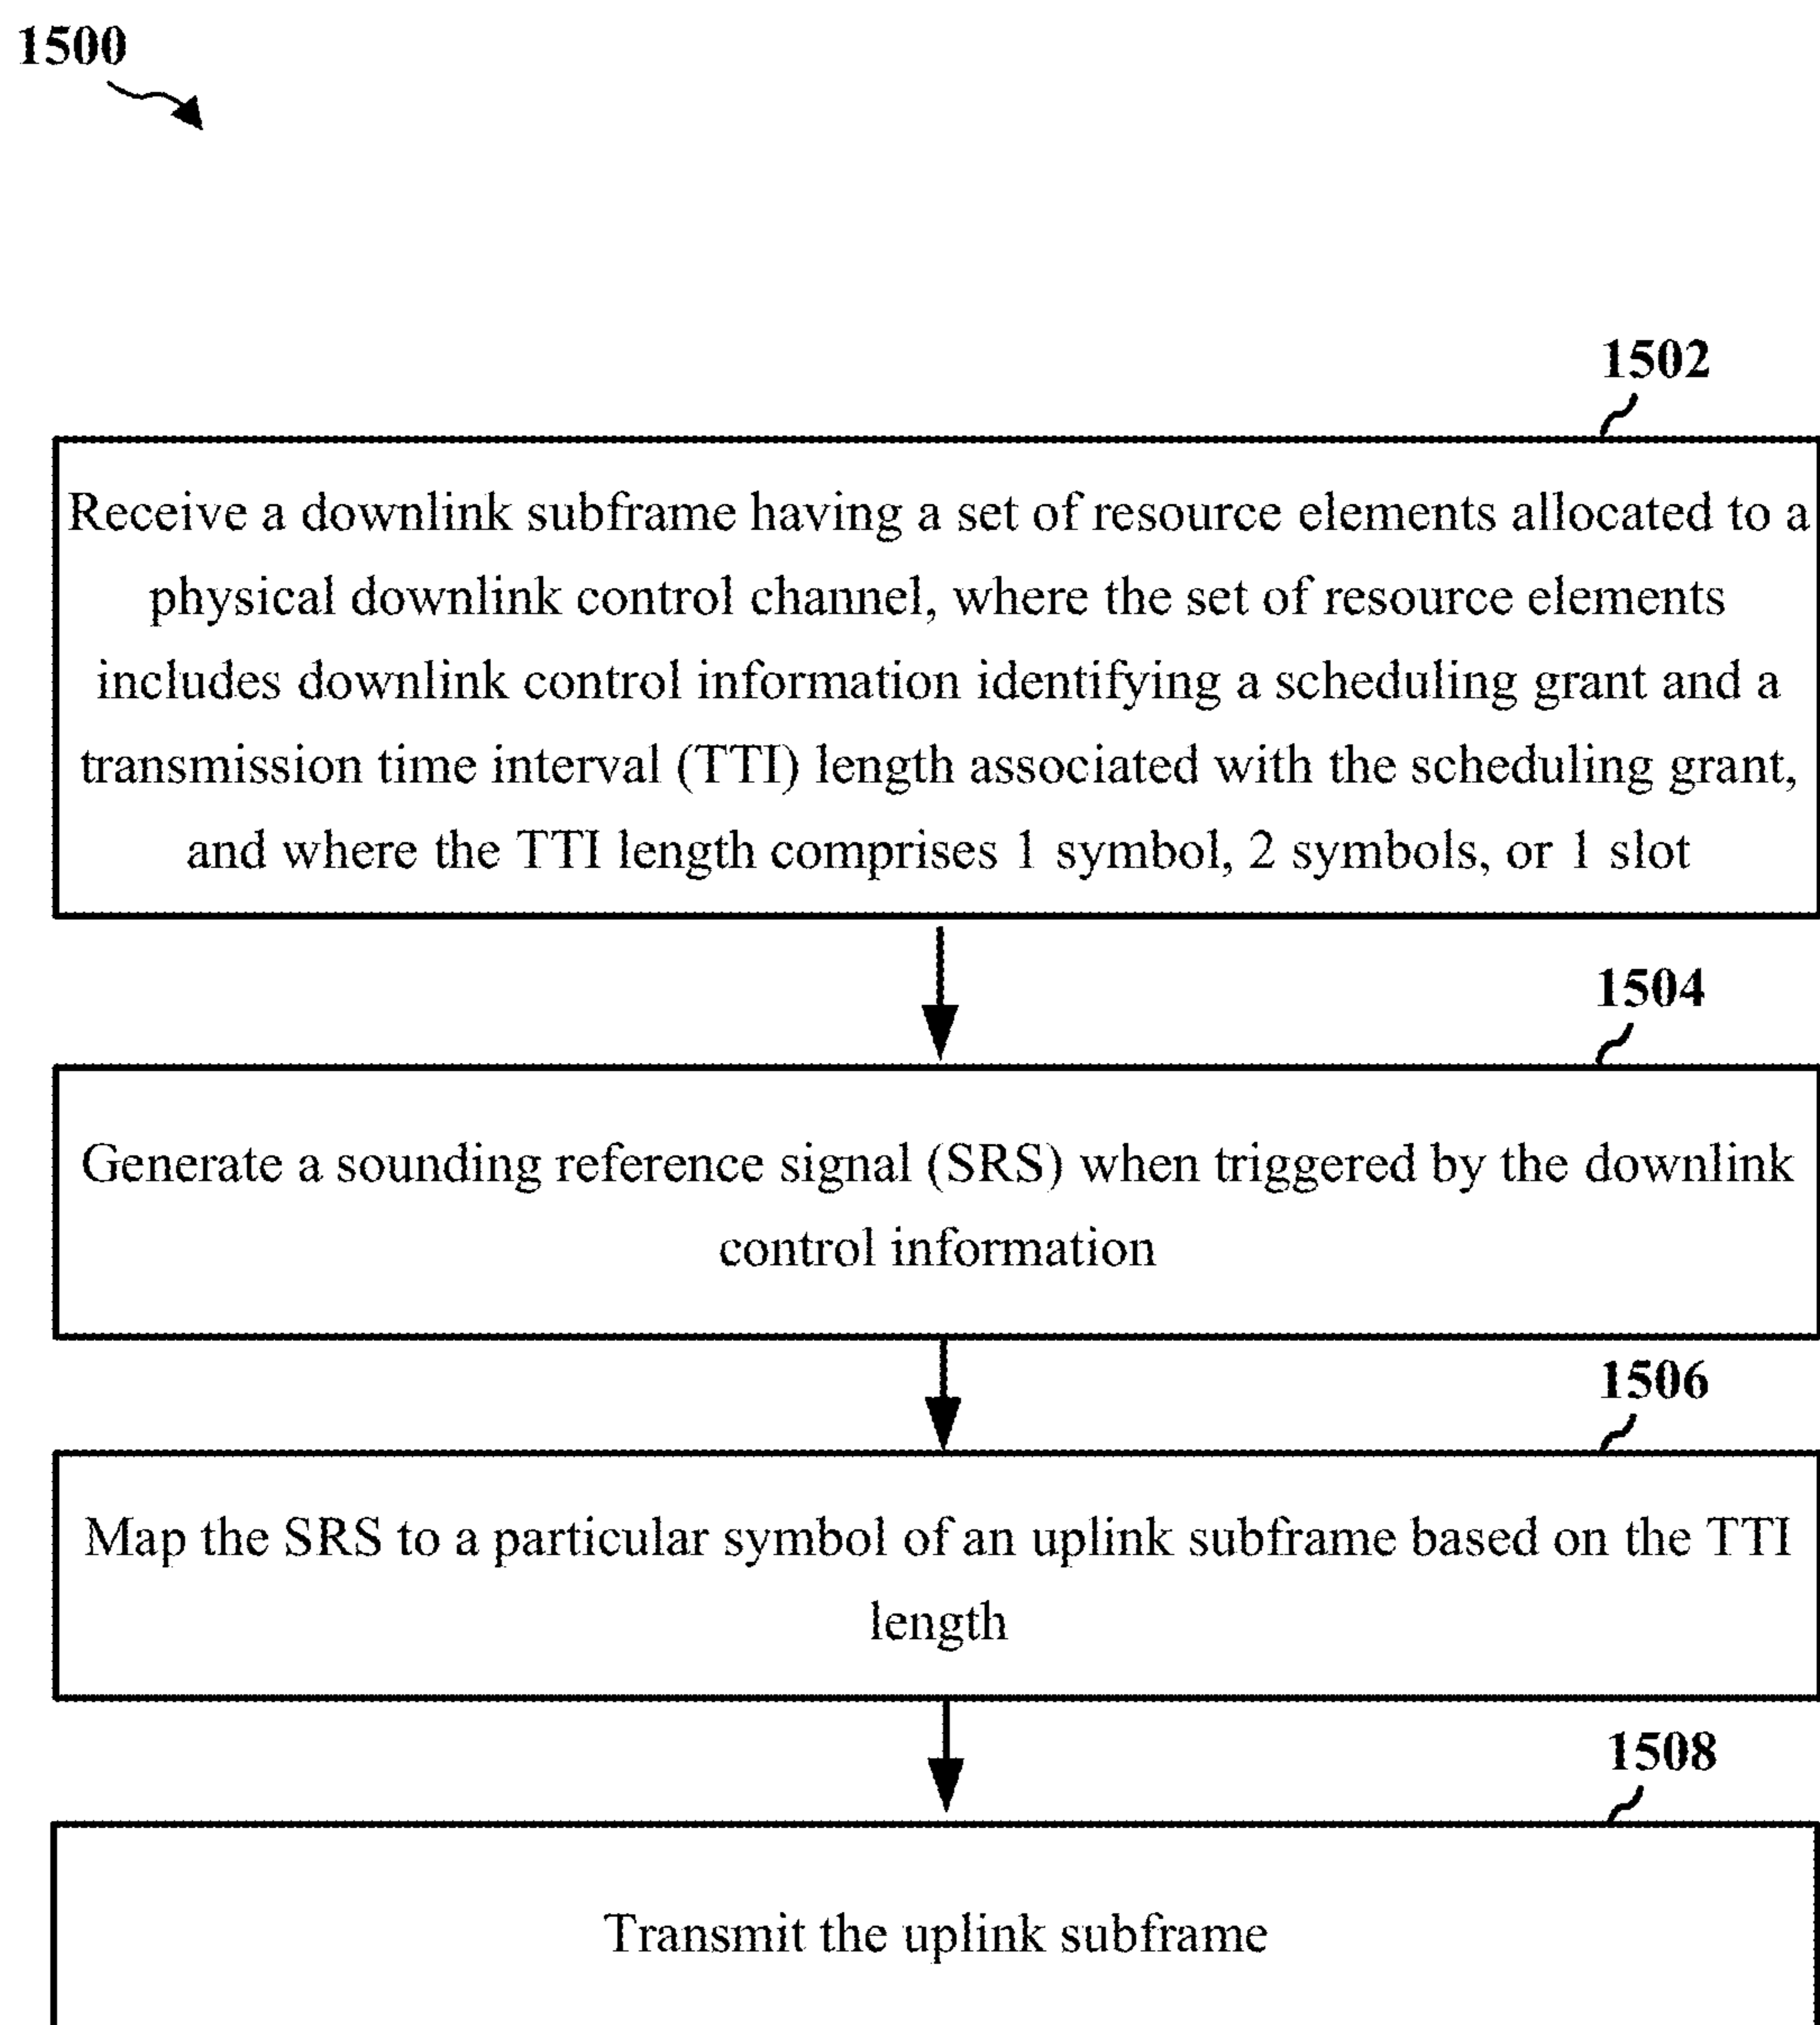 1500
1502
Receive a downlink subframe having a set of resource elements allocated to a
physical downlink control channel, where the set of resource elements
includes downlink control information identifying a scheduling grant and a
transmission time interval (TTI) length associated with the scheduling grant,
and where the TTI length comprises 1 symbol, 2 symbols, or 1 slot
1504
Generate a sounding reference signal (SRS) when triggered by the downlink
control information
1506
Map the SRS to a particular symbol of an uplink subframe based on the TTI
length
1508
Transmit the uplink subframe